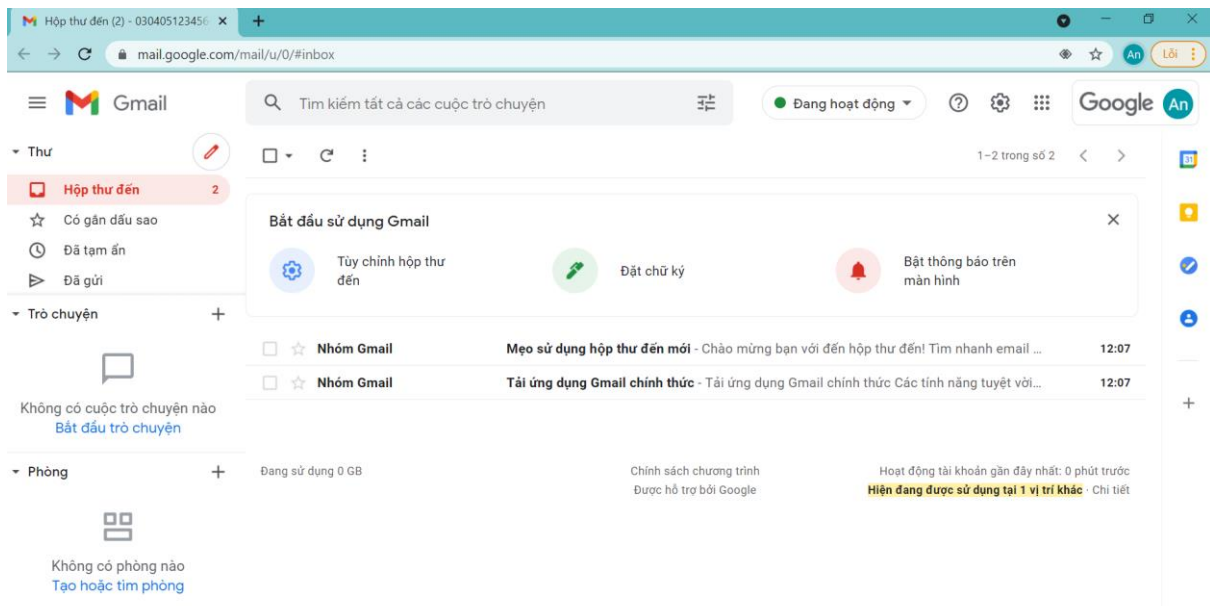 Hộp thư đến (2) - 030405123456
mail.google.com/mail/u/0/#inbox
An
Lỗi
Gmail
Tìm kiếm tất cả các cuộc trò chuyện
Đang hoạt động
Google
An
Thư
1–2 trong số 2
31
Hộp thư đến 2
Có gắn dấu sao
Đã tạm ẩn
Đã gửi
Bắt đầu sử dụng Gmail
Tùy chỉnh hộp thư
đến
Đặt chữ ký
Bật thông báo trên
màn hình
Trò chuyện
Không có cuộc trò chuyện nào
Bắt đầu trò chuyện
Nhóm Gmail Mẹo sử dụng hộp thư đến mới - Chào mừng bạn với đến hộp thư đến! Tìm nhanh email ... 12:07
Nhóm Gmail Tải ứng dụng Gmail chính thức - Tải ứng dụng Gmail chính thức Các tính năng tuyệt vời... 12:07
Phòng
Không có phòng nào
Tạo hoặc tìm phòng
Đang sử dụng 0 GB
Chính sách chương trình
Được hỗ trợ bởi Google
Hoạt động tài khoản gần đây nhất: 0 phút trước
Hiện đang được sử dụng tại 1 vị trí khác · Chi tiết